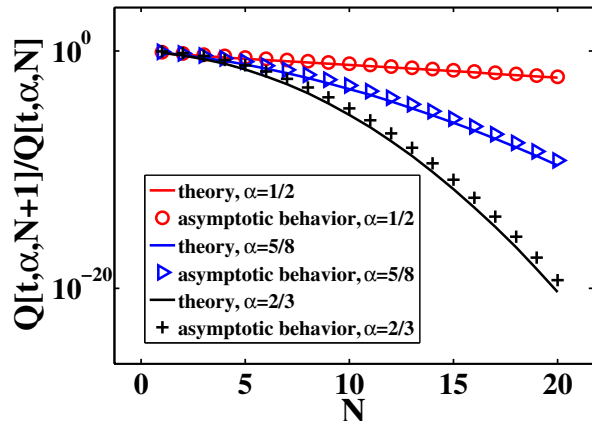 Q[t,α,N+1]/Q[t,α,N]
10^0
10^-20
theory, α=1/2
asymptotic behavior, α=1/2
theory, α=5/8
asymptotic behavior, α=5/8
theory, α=2/3
asymptotic behavior, α=2/3
0 5 10 15 20
N